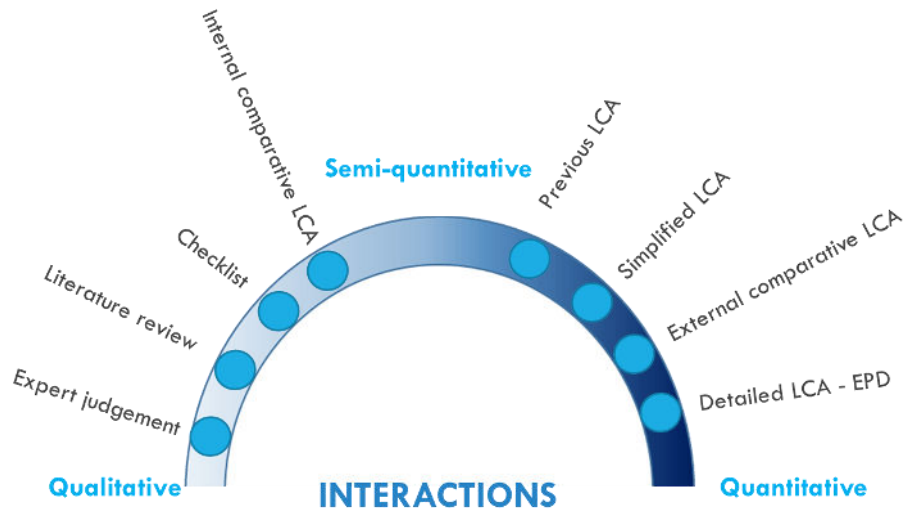 Internal comparative LCA
Previous LCA
Semi-quantitative
Simplified LCA
Checklist
External comparative LCA
Literature review
Expert judgement
Detailed LCA - EPD
Qualitative
INTERACTIONS
Quantitative